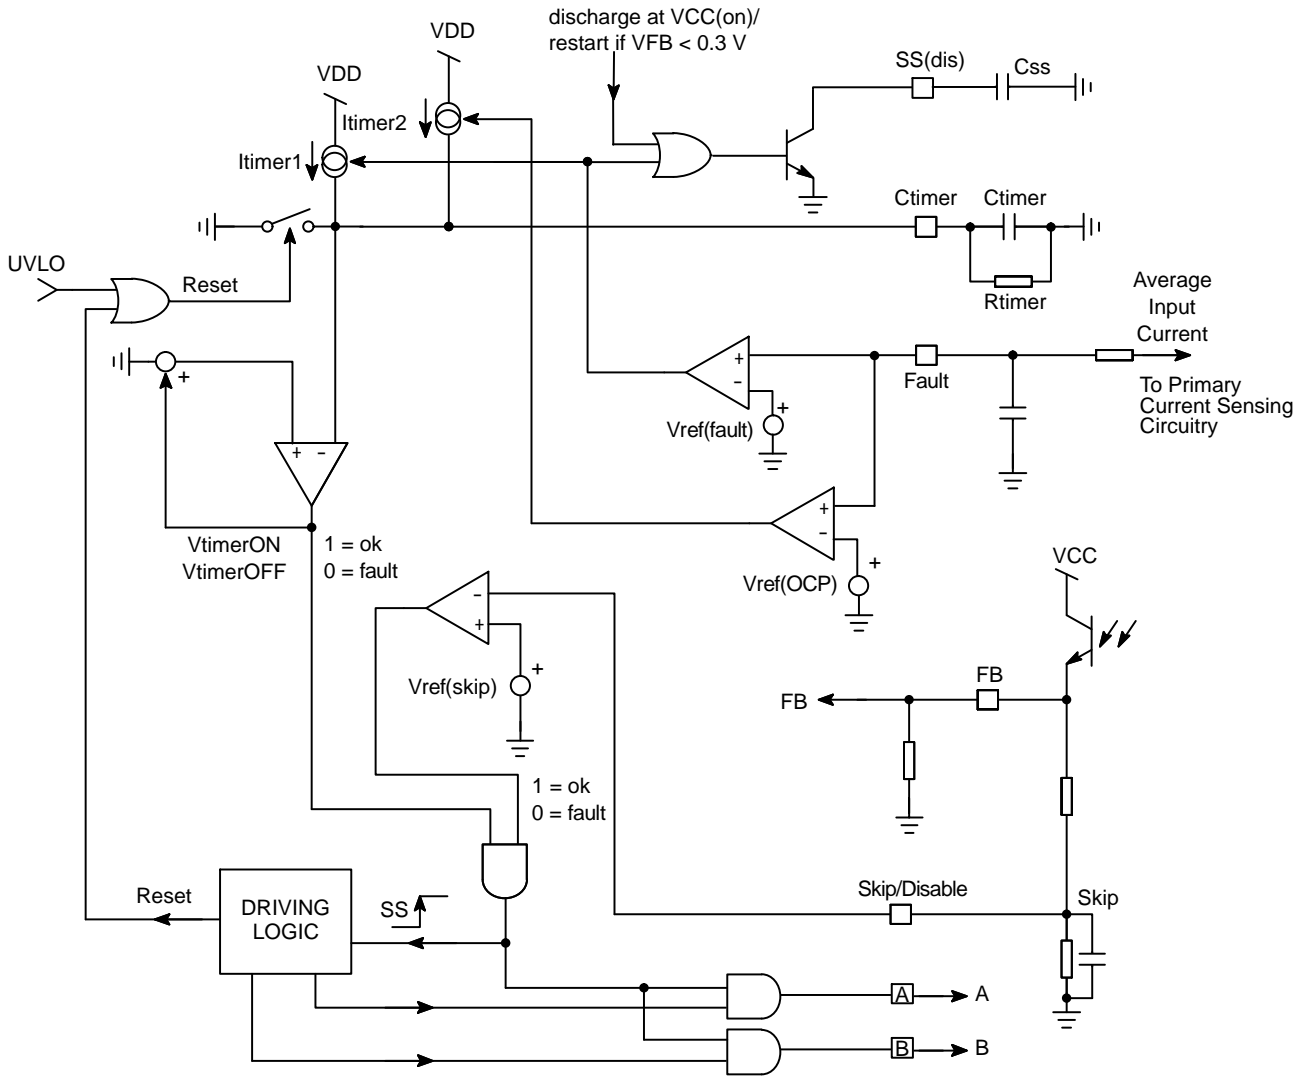 discharge at VCC(on)/
restart if VFB < 0.3 V
VDD
VDD
SS(dis)
Css
Itimer2
Itimer1
Ctimer
Ctimer
UVLO
Reset
Rtimer
Average
Input
Current
+
+
−
+
Fault
To Primary
Current Sensing
Circuitry
Vref(fault)
+ −
+
−
VtimerON
VtimerOFF
1 = ok
0 = fault
+
Vref(OCP)
VCC
−
+
+
Vref(skip)
FB
FB
1 = ok
0 = fault
Reset
DRIVING
LOGIC
SS
Skip/Disable
Skip
A
A
B
B